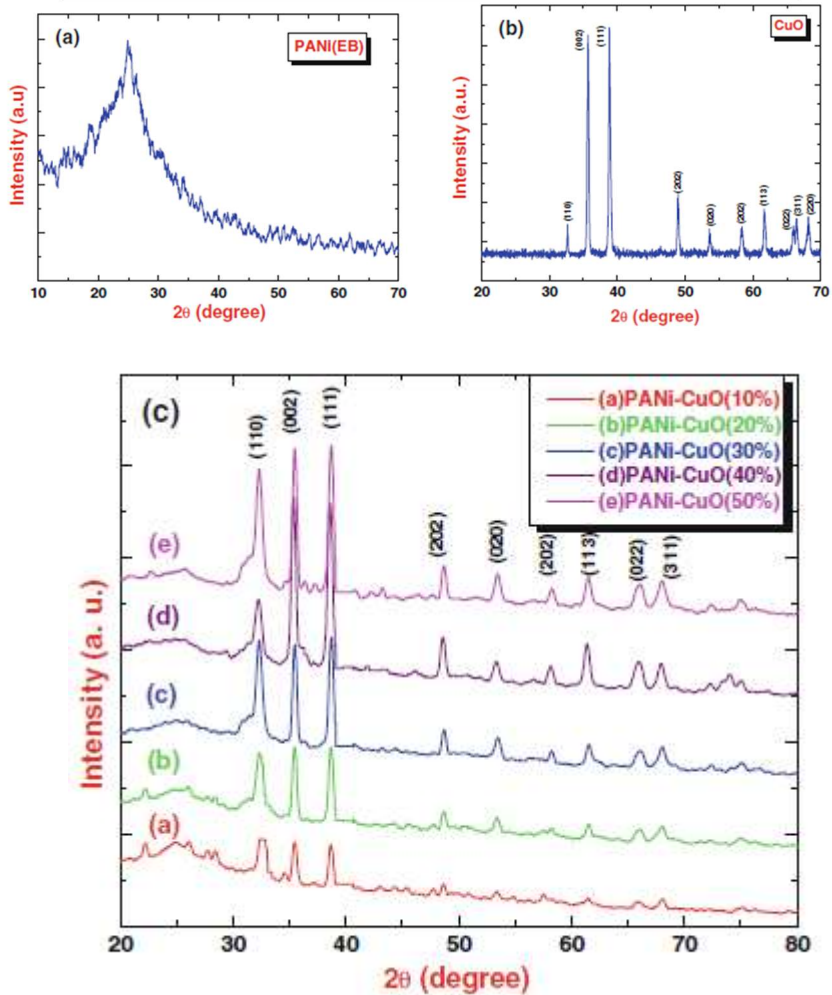 (a)
PANI(EB)
Intensity (a.u)
10 20 30 40 50 60 70
2θ (degree)
(b)
CuO
(110)
(002)
(111)
(202)
(020)
(202)
(113)
(022)
(311)
(220)
Intensity (a.u.)
20 30 40 50 60 70
2θ (degree)
(c)
(a)PANi-CuO(10%)
(b)PANi-CuO(20%)
(c)PANi-CuO(30%)
(d)PANi-CuO(40%)
(e)PANi-CuO(50%)
(110)
(002)
(111)
(202)
(020)
(202)
(113)
(022)
(311)
(e)
(d)
(c)
(b)
(a)
Intensity (a. u.)
20 30 40 50 60 70 80
2θ (degree)